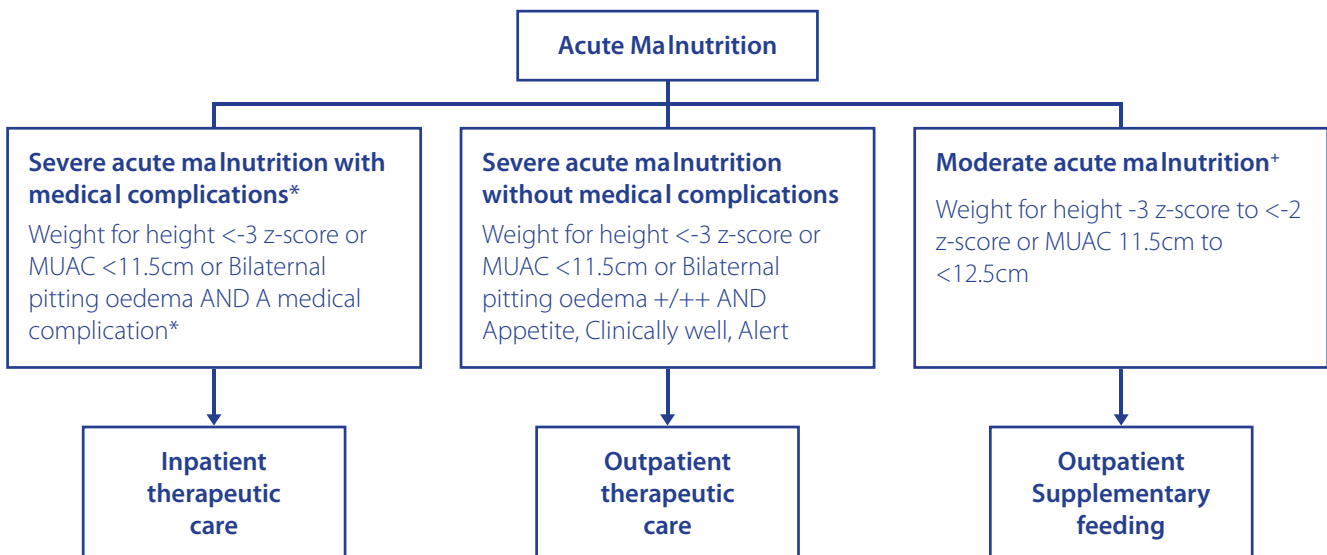 Acute Malnutrition
Severe acute malnutrition with
medical complications*
Weight for height <-3 z-score or
MUAC <11.5cm or Bilaternal
pitting oedema AND A medical
complication*
Severe acute malnutrition
without medical complications
Weight for height <-3 z-score or
MUAC <11.5cm or Bilaternal
pitting oedema +/++ AND
Appetite, Clinically well, Alert
Moderate acute malnutrition⁺
Weight for height -3 z-score to <-2
z-score or MUAC 11.5cm to
<12.5cm
Inpatient
therapeutic
care
Outpatient
therapeutic
care
Outpatient
Supplementary
feeding